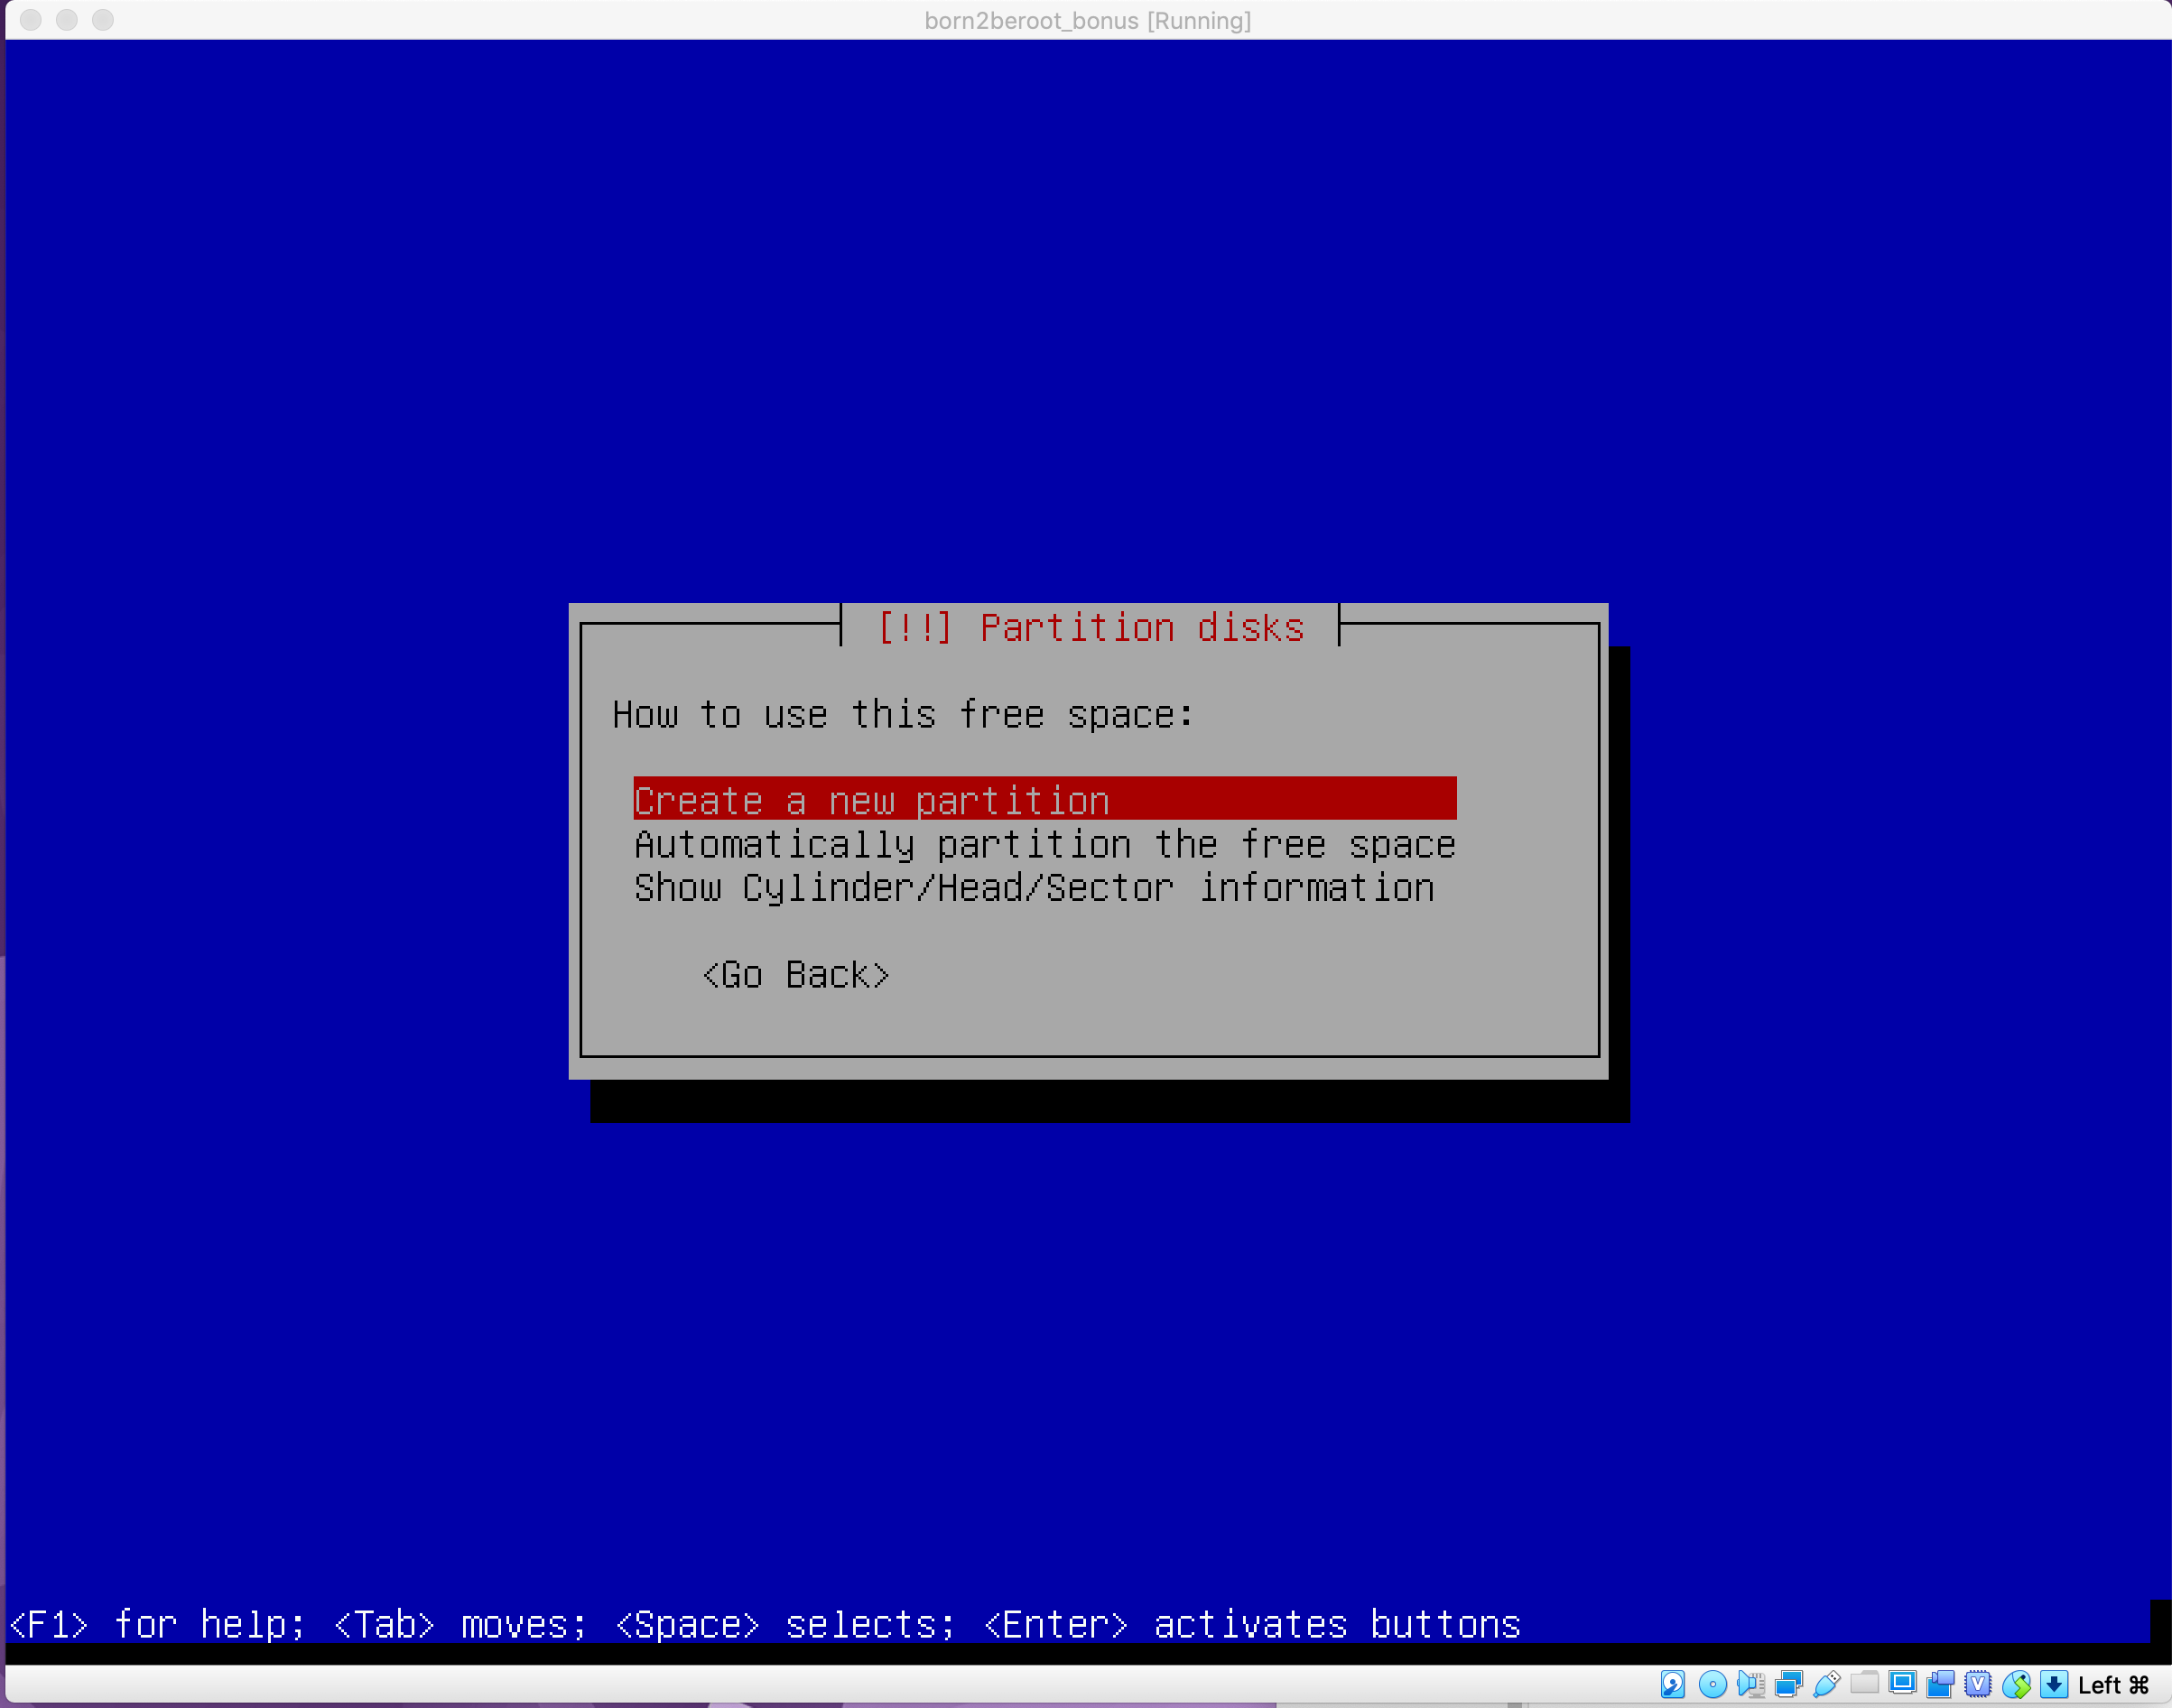 born2beroot_bonus [Running]
[!!] Partition disks
How to use this free space:
Create a new partition
Automatically partition the free space
Show Cylinder/Head/Sector information
<Go Back>
<F1> for help; <Tab> moves; <Space> selects; <Enter> activates buttons
Left ⌘